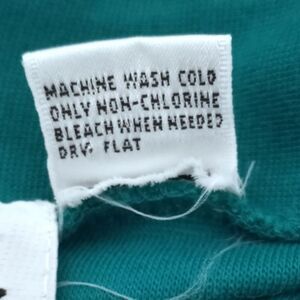 MACHINE WASH COLD
ONLY NON-CHLORINE
BLEACH WHEN NEEDED
DRY FLAT